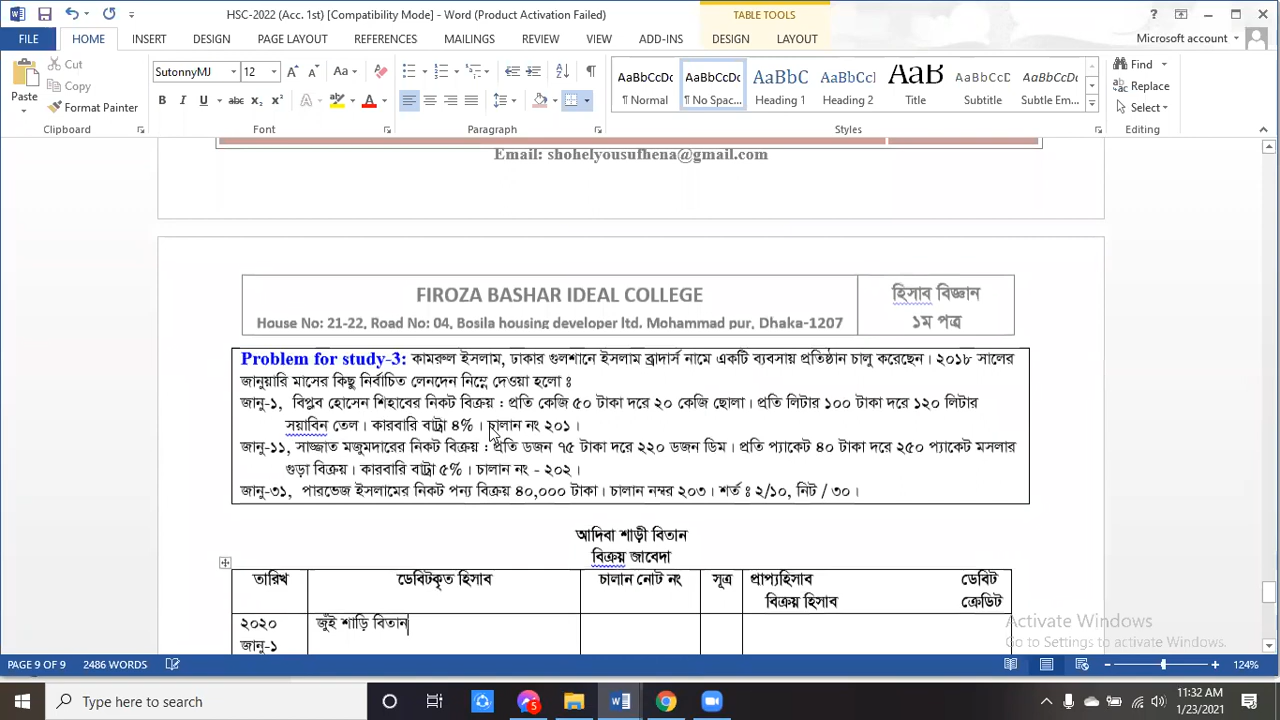 HSC-2022 (Acc. 1st) [Compatibility Mode] - Word (Product Activation Failed)
TABLE TOOLS
FILE HOME INSERT DESIGN PAGE LAYOUT REFERENCES MAILINGS REVIEW VIEW ADD-INS DESIGN LAYOUT Microsoft account
Paste
Cut
Copy
Format Painter
SutonnyMJ 12
AaBbCcDc AaBbCcDc AaBbC AaBbCc AaB AaBbCcD AaBbCcDc
¶ Normal ¶ No Spac... Heading 1 Heading 2 Title Subtitle Subtle Em...
Find
Replace
Select
Clipboard Font Paragraph Styles Editing
Email: shohelyousufhena@gmail.com
FIROZA BASHAR IDEAL COLLEGE
House No: 21-22, Road No: 04, Bosila housing developer ltd. Mohammad pur, Dhaka-1207
হিসাব বিজ্ঞান
১ম পত্র
Problem for study-3: কামরুল ইসলাম, ঢাকার গুলশানে ইসলাম ব্রাদার্স নামে একটি ব্যবসায় প্রতিষ্ঠান চালু করেছেন। ২০১৮ সালের
জানুয়ারি মাসের কিছু নির্বাচিত লেনদেন নিম্নে দেওয়া হলো ঃ
জানু-১, বিপ্লব হোসেন শিহাবের নিকট বিক্রয় : প্রতি কেজি ৫০ টাকা দরে ২০ কেজি ছোলা। প্রতি লিটার ১০০ টাকা দরে ১২০ লিটার
সয়াবিন তেল। কারবারি বাট্টা ৪%। চালান নং ২০১।
জানু-১১, সাজ্জাত মজুমদারের নিকট বিক্রয় : প্রতি ডজন ৭৫ টাকা দরে ২২০ ডজন ডিম। প্রতি প্যাকেট ৪০ টাকা দরে ২৫০ প্যাকেট মসলার
গুড়া বিক্রয়। কারবারি বাট্টা ৫%। চালান নং - ২০২।
জানু-৩১, পারভেজ ইসলামের নিকট পন্য বিক্রয় ৪০,০০০ টাকা। চালান নম্বর ২০৩। শর্ত ঃ ২/১০, নিট / ৩০।
আদিবা শাড়ী বিতান
বিক্রয় জাবেদা
তারিখ ডেবিটকৃত হিসাব চালান নোট নং সূত্র প্রাপ্যহিসাব ডেবিট
বিক্রয় হিসাব ক্রেডিট
২০২০ জুঁই শাড়ি বিতান
জানু-১
Activate Windows
Go to Settings to activate Windows.
PAGE 9 OF 9 2486 WORDS 124%
Type here to search
5
11:32 AM
1/23/2021